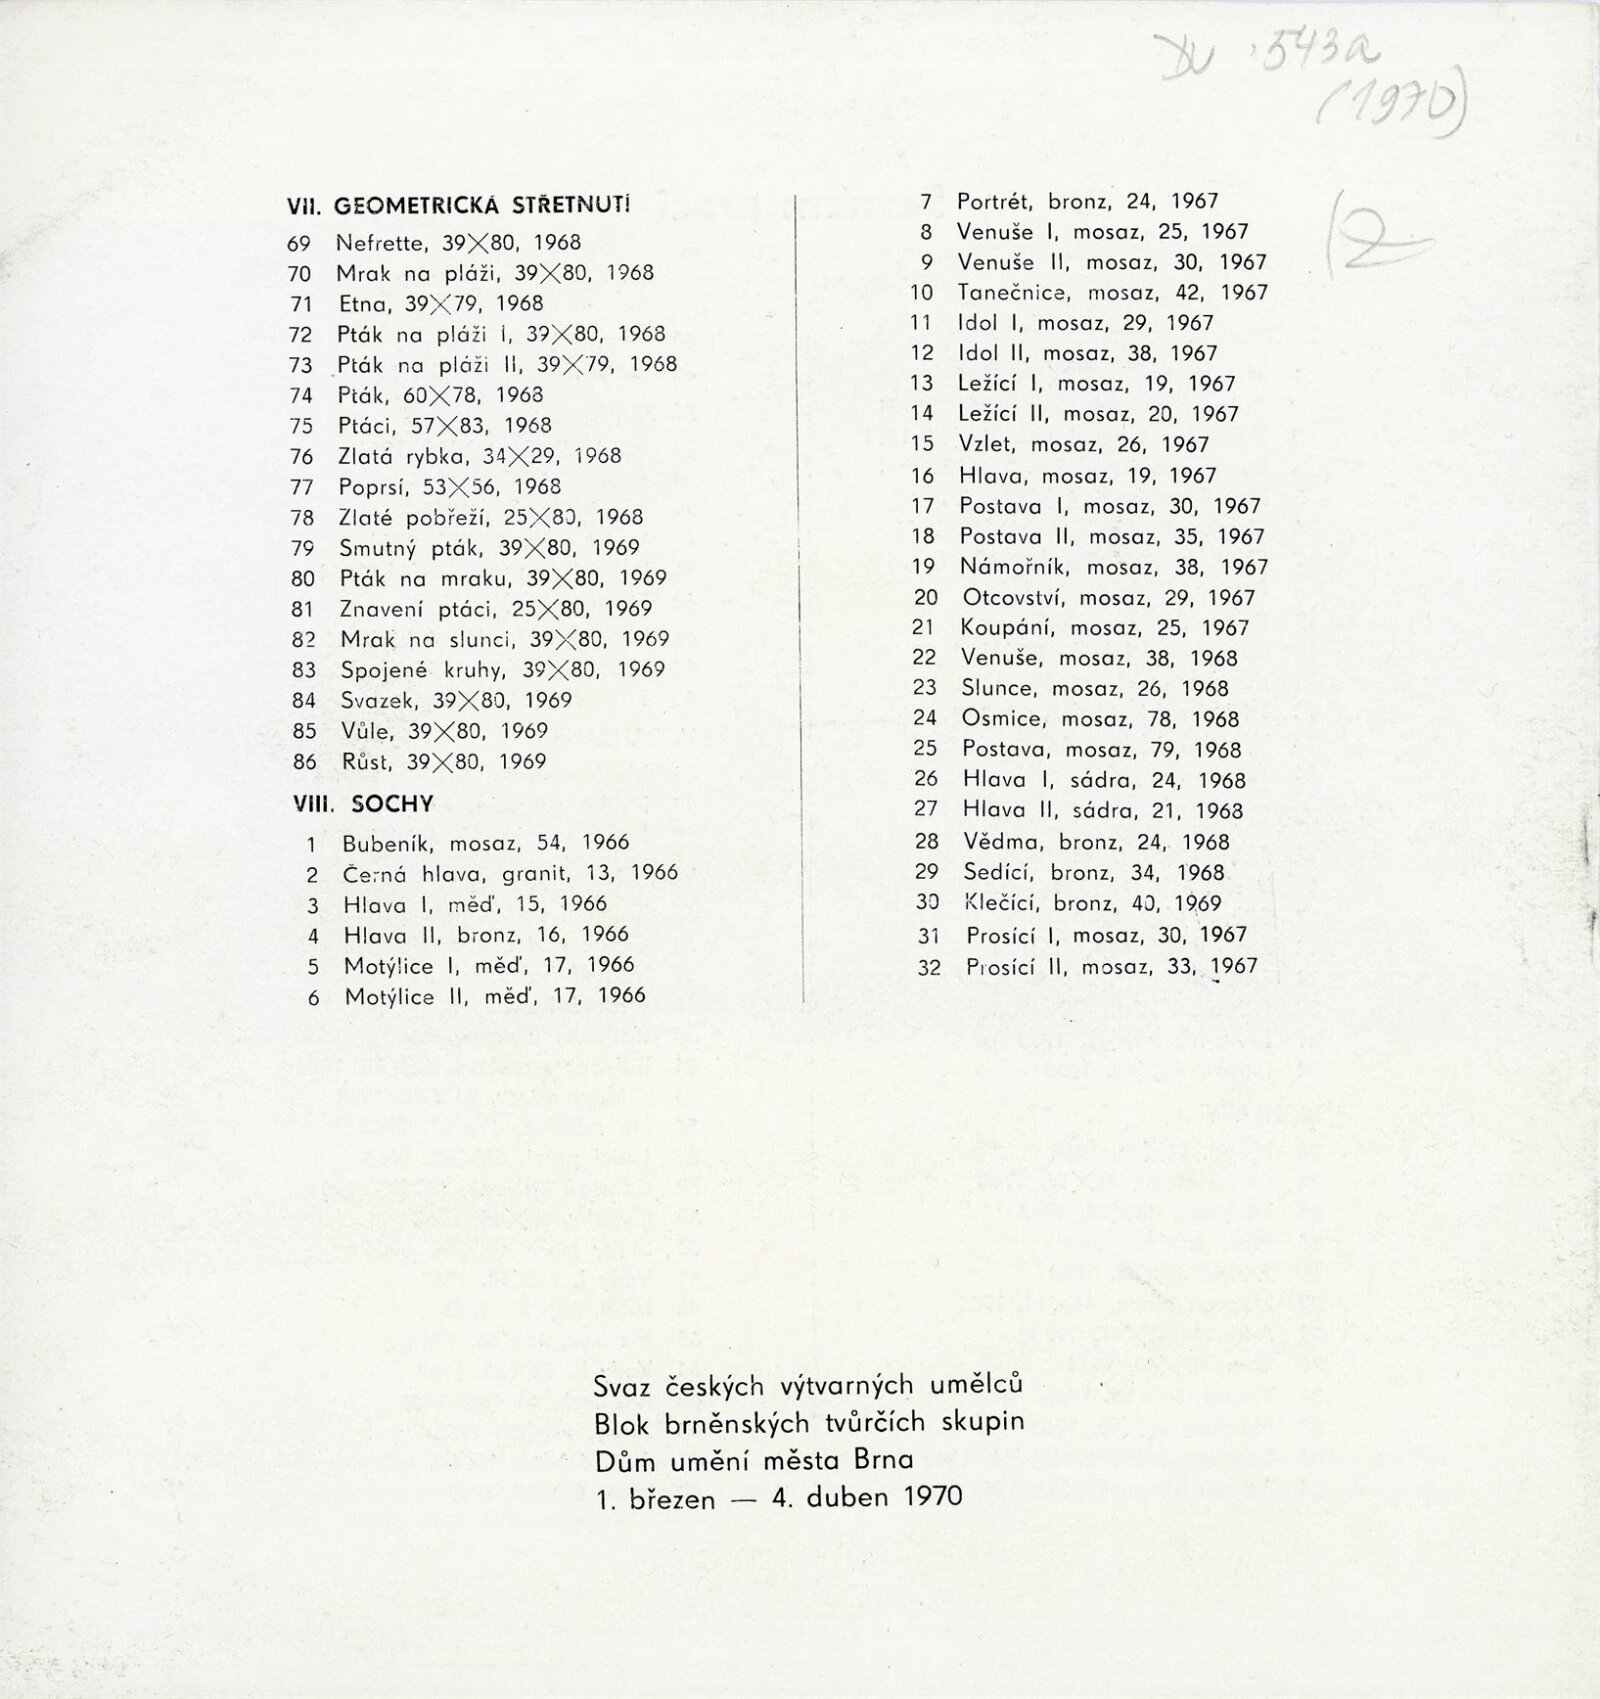 543a
(1970)
VII. GEOMETRICKÁ STŘETNUTÍ
69 Nefrette, 39×80, 1968
70 Mrak na pláži, 39×80, 1968
71 Etna, 39×79, 1968
72 Pták na pláži I, 39×80, 1968
73 Pták na pláži II, 39×79, 1968
74 Pták, 60×78, 1968
75 Ptáci, 57×83, 1968
76 Zlatá rybka, 34×29, 1968
77 Poprsí, 53×56, 1968
78 Zlaté pobřeží, 25×80, 1968
79 Smutný pták, 39×80, 1969
80 Pták na mraku, 39×80, 1969
81 Znavení ptáci, 25×80, 1969
82 Mrak na slunci, 39×80, 1969
83 Spojené kruhy, 39×80, 1969
84 Svazek, 39×80, 1969
85 Vůle, 39×80, 1969
86 Růst, 39×80, 1969
VIII. SOCHY
1 Bubeník, mosaz, 54, 1966
2 Černá hlava, granit, 13, 1966
3 Hlava I, měď, 15, 1966
4 Hlava II, bronz, 16, 1966
5 Motýlice I, měď, 17, 1966
6 Motýlice II, měď, 17, 1966
7 Portrét, bronz, 24, 1967
8 Venuše I, mosaz, 25, 1967
9 Venuše II, mosaz, 30, 1967
10 Tanečnice, mosaz, 42, 1967
11 Idol I, mosaz, 29, 1967
12 Idol II, mosaz, 38, 1967
13 Ležící I, mosaz, 19, 1967
14 Ležící II, mosaz, 20, 1967
15 Vzlet, mosaz, 26, 1967
16 Hlava, mosaz, 19, 1967
17 Postava I, mosaz, 30, 1967
18 Postava II, mosaz, 35, 1967
19 Námořník, mosaz, 38, 1967
20 Otcovství, mosaz, 29, 1967
21 Koupání, mosaz, 25, 1967
22 Venuše, mosaz, 38, 1968
23 Slunce, mosaz, 26, 1968
24 Osmice, mosaz, 78, 1968
25 Postava, mosaz, 79, 1968
26 Hlava I, sádra, 24, 1968
27 Hlava II, sádra, 21, 1968
28 Vědma, bronz, 24, 1968
29 Sedící, bronz, 34, 1968
30 Klečící, bronz, 40, 1969
31 Prosící I, mosaz, 30, 1967
32 Prosící II, mosaz, 33, 1967
Svaz českých výtvarných umělců
Blok brněnských tvůrčích skupin
Dům umění města Brna
1. březen — 4. duben 1970